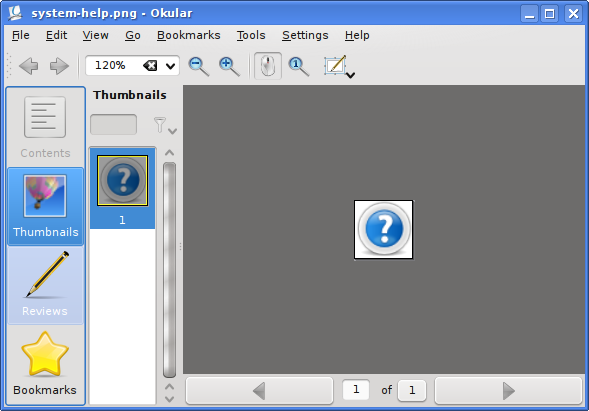 system-help.png - Okular
File Edit View Go Bookmarks Tools Settings Help
120%
Thumbnails
Contents
Thumbnails
Reviews
Bookmarks
1
1 of 1